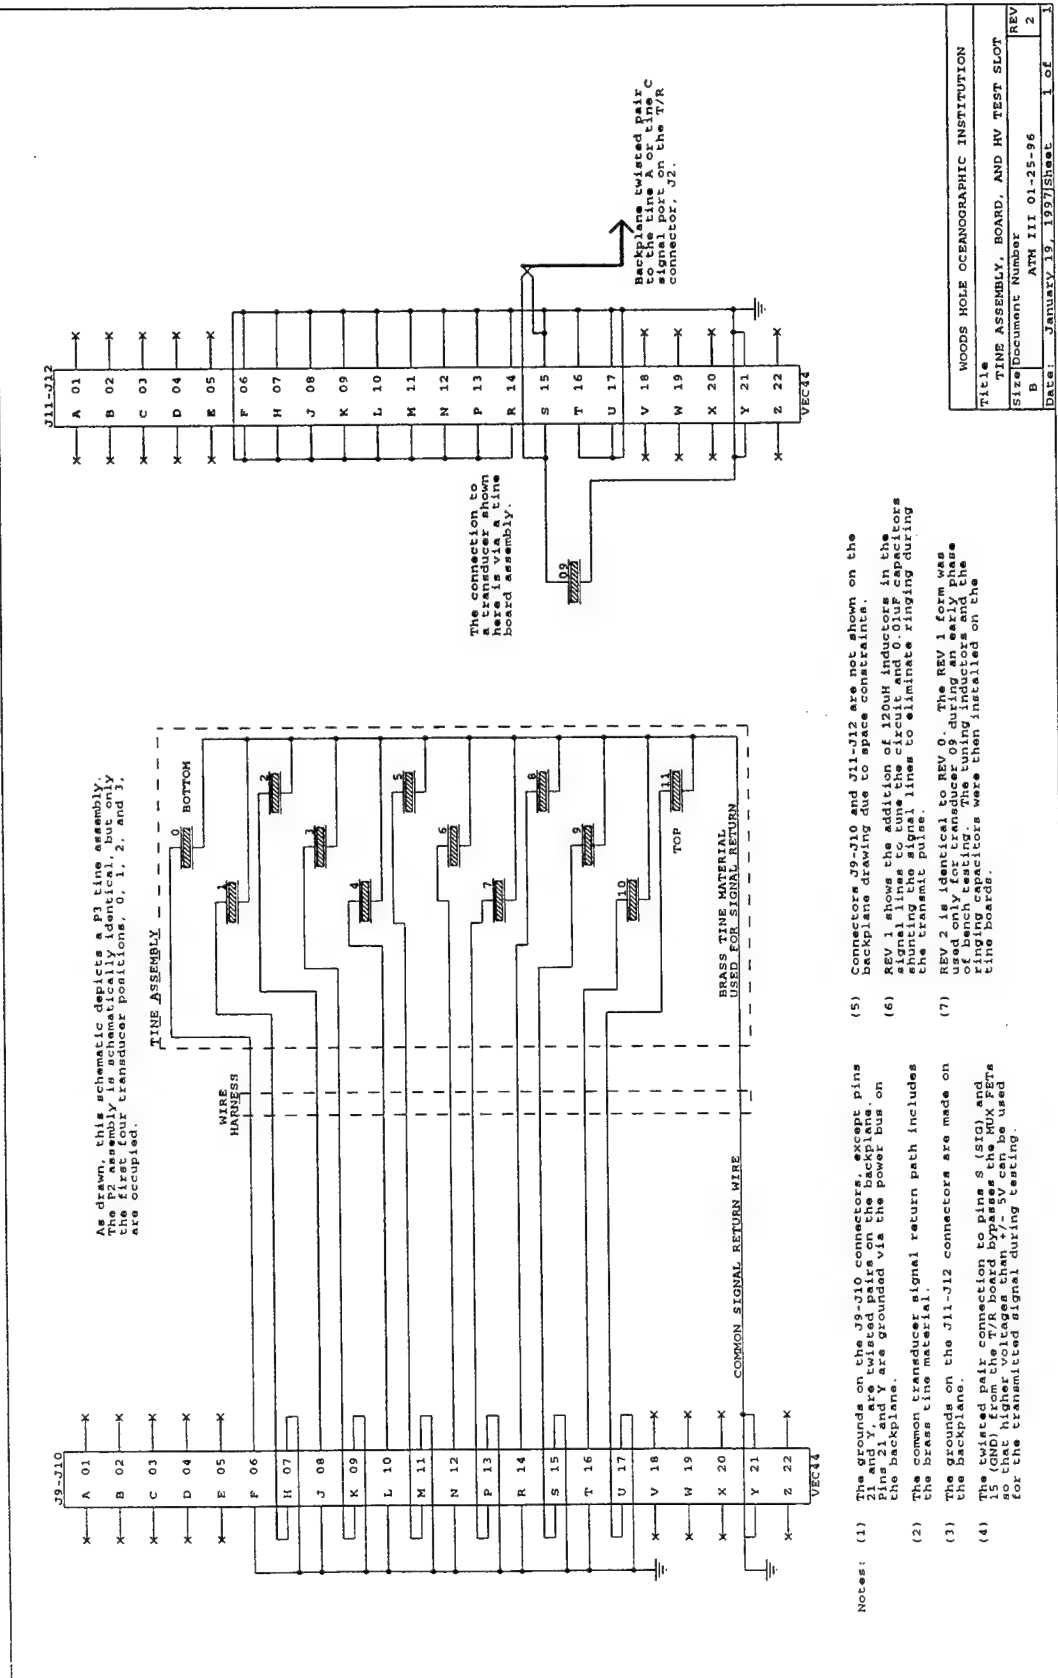 As drawn, this schematic depicts a P3 tine assembly.
The P2 assembly is schematically identical, but only
the first four transducer positions, 0, 1, 2, and 3,
are occupied.
J9-J10
A 01
B 02
C 03
D 04
E 05
F 06
H 07
J 08
K 09
L 10
M 11
N 12
P 13
R 14
S 15
T 16
U 17
V 18
W 19
X 20
Y 21
Z 22
VEC44
WIRE
HARNESS
TINE ASSEMBLY
0
BOTTOM
1
2
3
4
5
6
7
8
9
10
11
TOP
BRASS TINE MATERIAL
USED FOR SIGNAL RETURN
COMMON SIGNAL RETURN WIRE
J11-J12
A 01
B 02
C 03
D 04
E 05
F 06
H 07
J 08
K 09
L 10
M 11
N 12
P 13
R 14
S 15
T 16
U 17
V 18
W 19
X 20
Y 21
Z 22
VEC44
The connection to
a transducer shown
here is via a tine
board assembly.
09
Backplane twisted pair
to the tine A or tine C
signal port on the T/R
connector, J2.
Notes: (1) The grounds on the J9-J10 connectors, except pins
21 and Y, are twisted pairs on the backplane.
Pins 21 and Y are grounded via the power bus on
the backplane.
(2) The common transducer signal return path includes
the brass tine material.
(3) The grounds on the J11-J12 connectors are made on
the backplane.
(4) The twisted pair connection to pins S (SIG) and
15 (GND) from the T/R board bypasses the MUX FETs
so that higher voltages than +/- 5V can be used
for the transmitted signal during testing.
(5) Connectors J9-J10 and J11-J12 are not shown on the
backplane drawing due to space constraints.
(6) REV 1 shows the addition of 120uH inductors in the
signal lines to tune the circuit and 0.01uF capacitors
shunting the signal lines to eliminate ringing during
the transmit pulse.
(7) REV 2 is identical to REV 0. The REV 1 form was
used only for transducer 09 during an early phase
of bench testing. The tuning inductors and the
ringing capacitors were then installed on the
tine boards.
WOODS HOLE OCEANOGRAPHIC INSTITUTION
Title
TINE ASSEMBLY, BOARD, AND HV TEST SLOT
Size Document Number REV
B ATM III 01-25-96 2
Date: January 19, 1997 Sheet 1 of 1